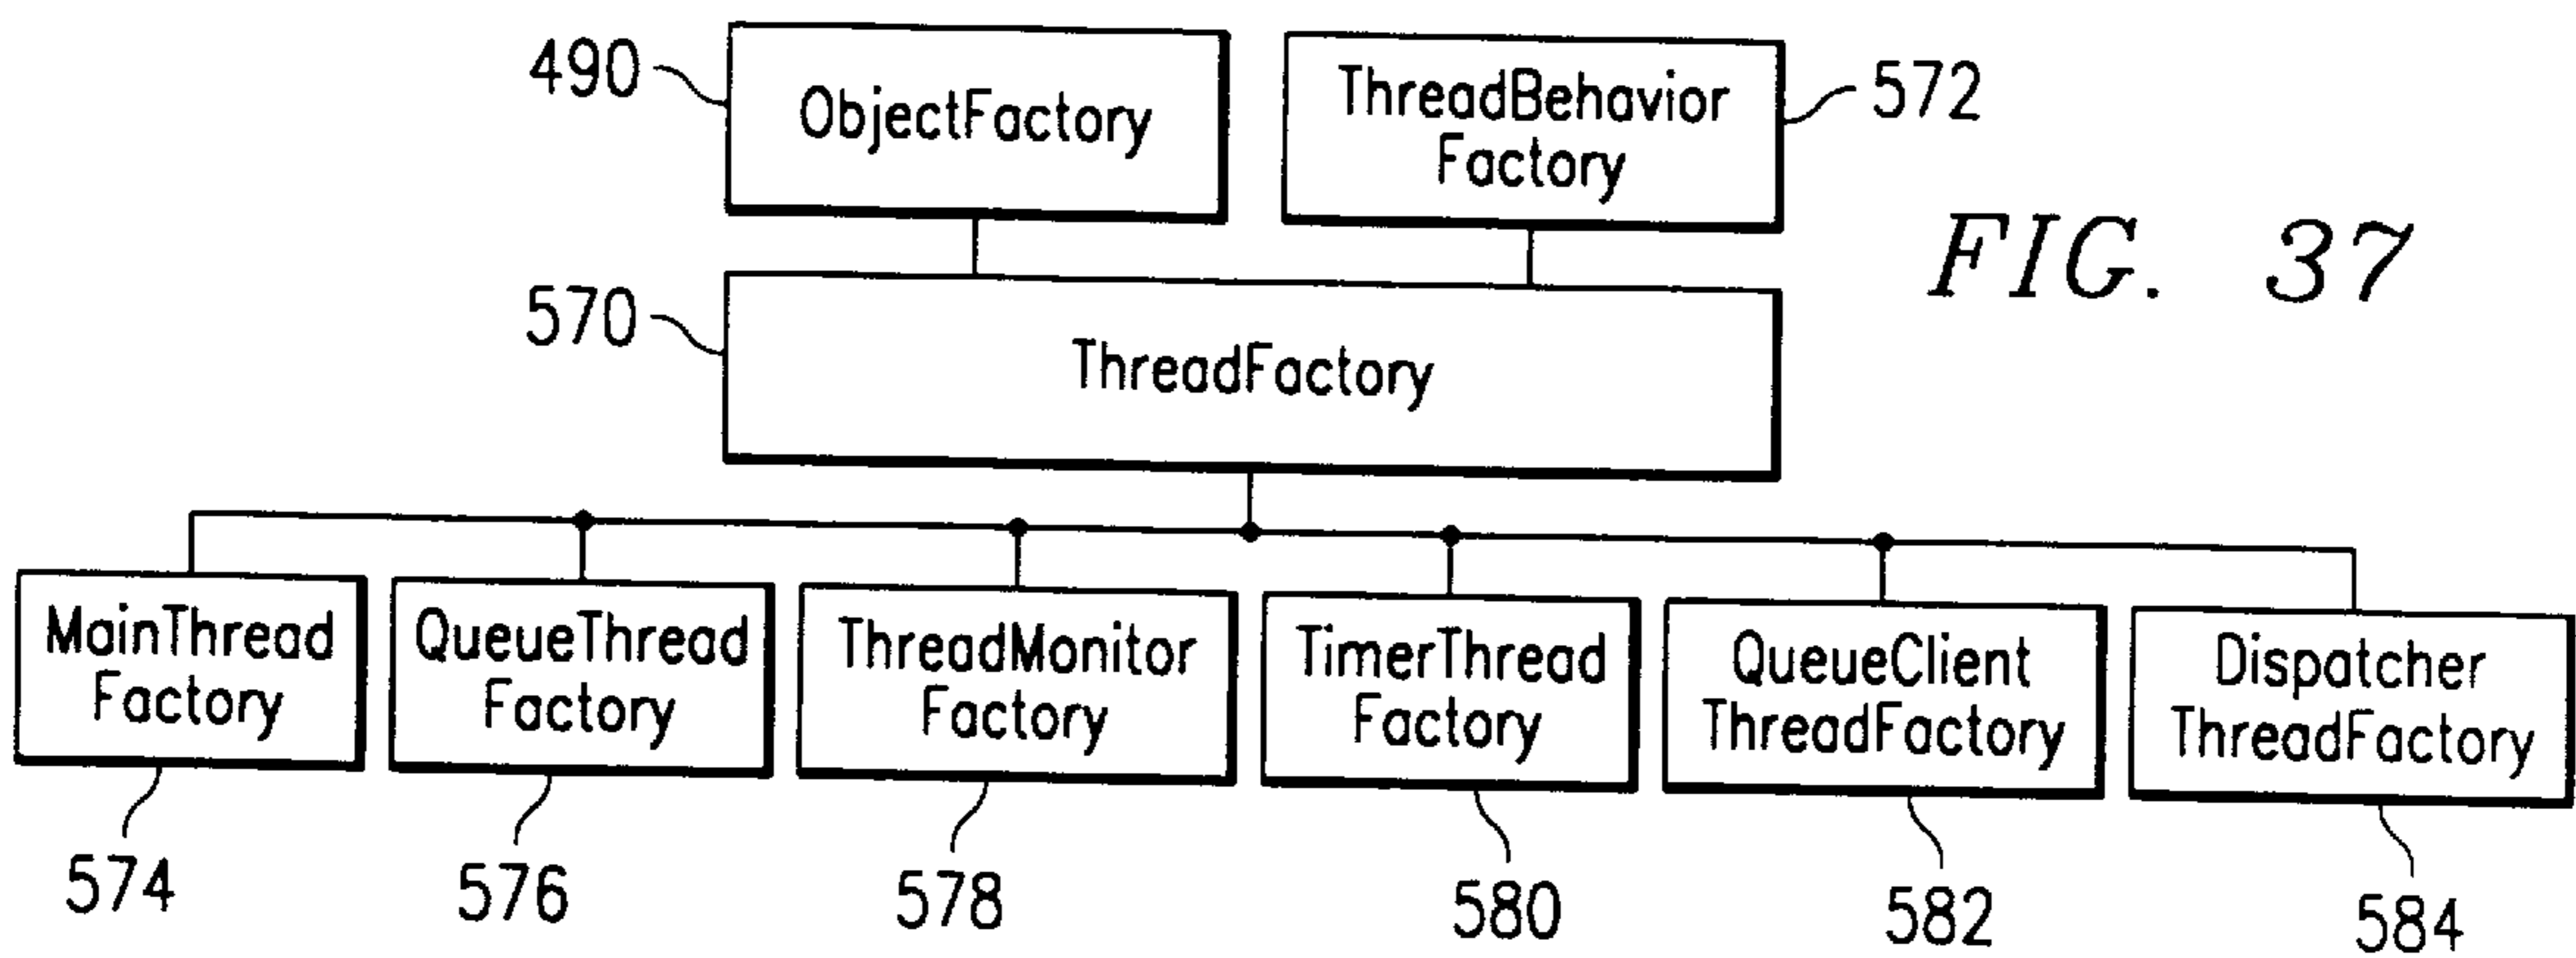 490
ObjectFactory
ThreadBehavior
Factory
572
FIG. 37
570
ThreadFactory
MainThread
Factory
QueueThread
Factory
ThreadMonitor
Factory
TimerThread
Factory
QueueClient
ThreadFactory
Dispatcher
ThreadFactory
574
576
578
580
582
584